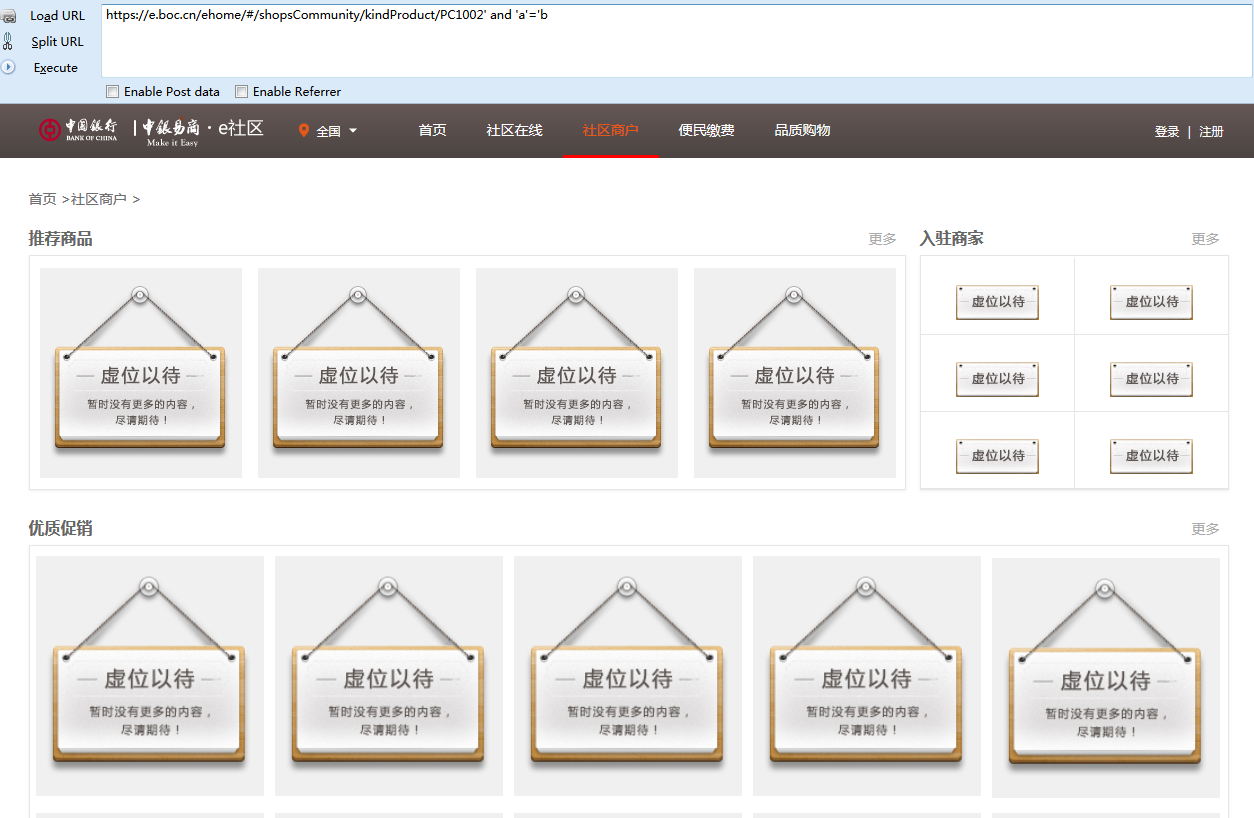 Load URL
https://e.boc.cn/ehome/#/shopsCommunity/kindProduct/PC1002' and 'a'='b
Split URL
Execute
Enable Post data Enable Referrer
中国银行 BANK OF CHINA 中银易商 · e社区 Make it Easy 全国 首页 社区在线 社区商户 便民缴费 品质购物 登录 | 注册
首页 >社区商户 >
推荐商品 更多 入驻商家 更多
虚位以待 虚位以待
虚位以待 虚位以待 虚位以待 虚位以待 虚位以待 虚位以待
暂时没有更多的内容， 暂时没有更多的内容， 暂时没有更多的内容， 暂时没有更多的内容，
尽请期待！ 尽请期待！ 尽请期待！ 尽请期待！
虚位以待 虚位以待
优质促销 更多
虚位以待 虚位以待 虚位以待 虚位以待 虚位以待
暂时没有更多的内容， 暂时没有更多的内容， 暂时没有更多的内容， 暂时没有更多的内容， 暂时没有更多的内容，
尽请期待！ 尽请期待！ 尽请期待！ 尽请期待！ 尽请期待！